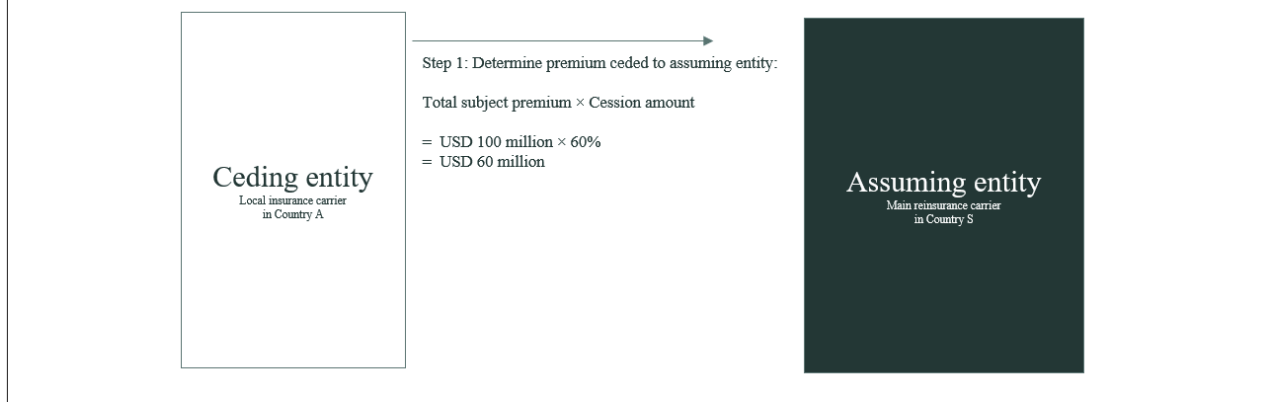 Ceding entity
Local insurance carrier
in Country A
Step 1: Determine premium ceded to assuming entity:
Total subject premium × Cession amount
= USD 100 million × 60%
= USD 60 million
Assuming entity
Main reinsurance carrier
in Country S